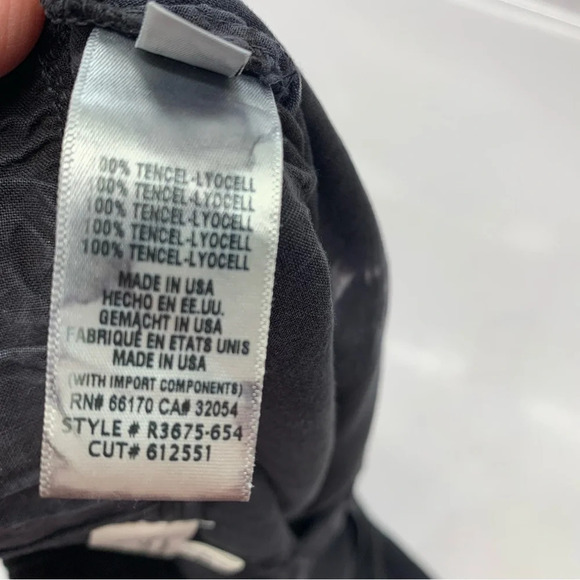 00% TENCEL-LYOCELL
100% TENCEL-LYOCELL
100% TENCEL-LYOCELL
100% TENCEL-LYOCELL
100% TENCEL-LYOCELL
MADE IN USA
HECHO EN EE.UU.
GEMACHT IN USA
FABRIQUÉ EN ETATS UNIS
MADE IN USA
(WITH IMPORT COMPONENTS)
RN# 66170 CA# 32054
STYLE # R3675-654
CUT# 612551